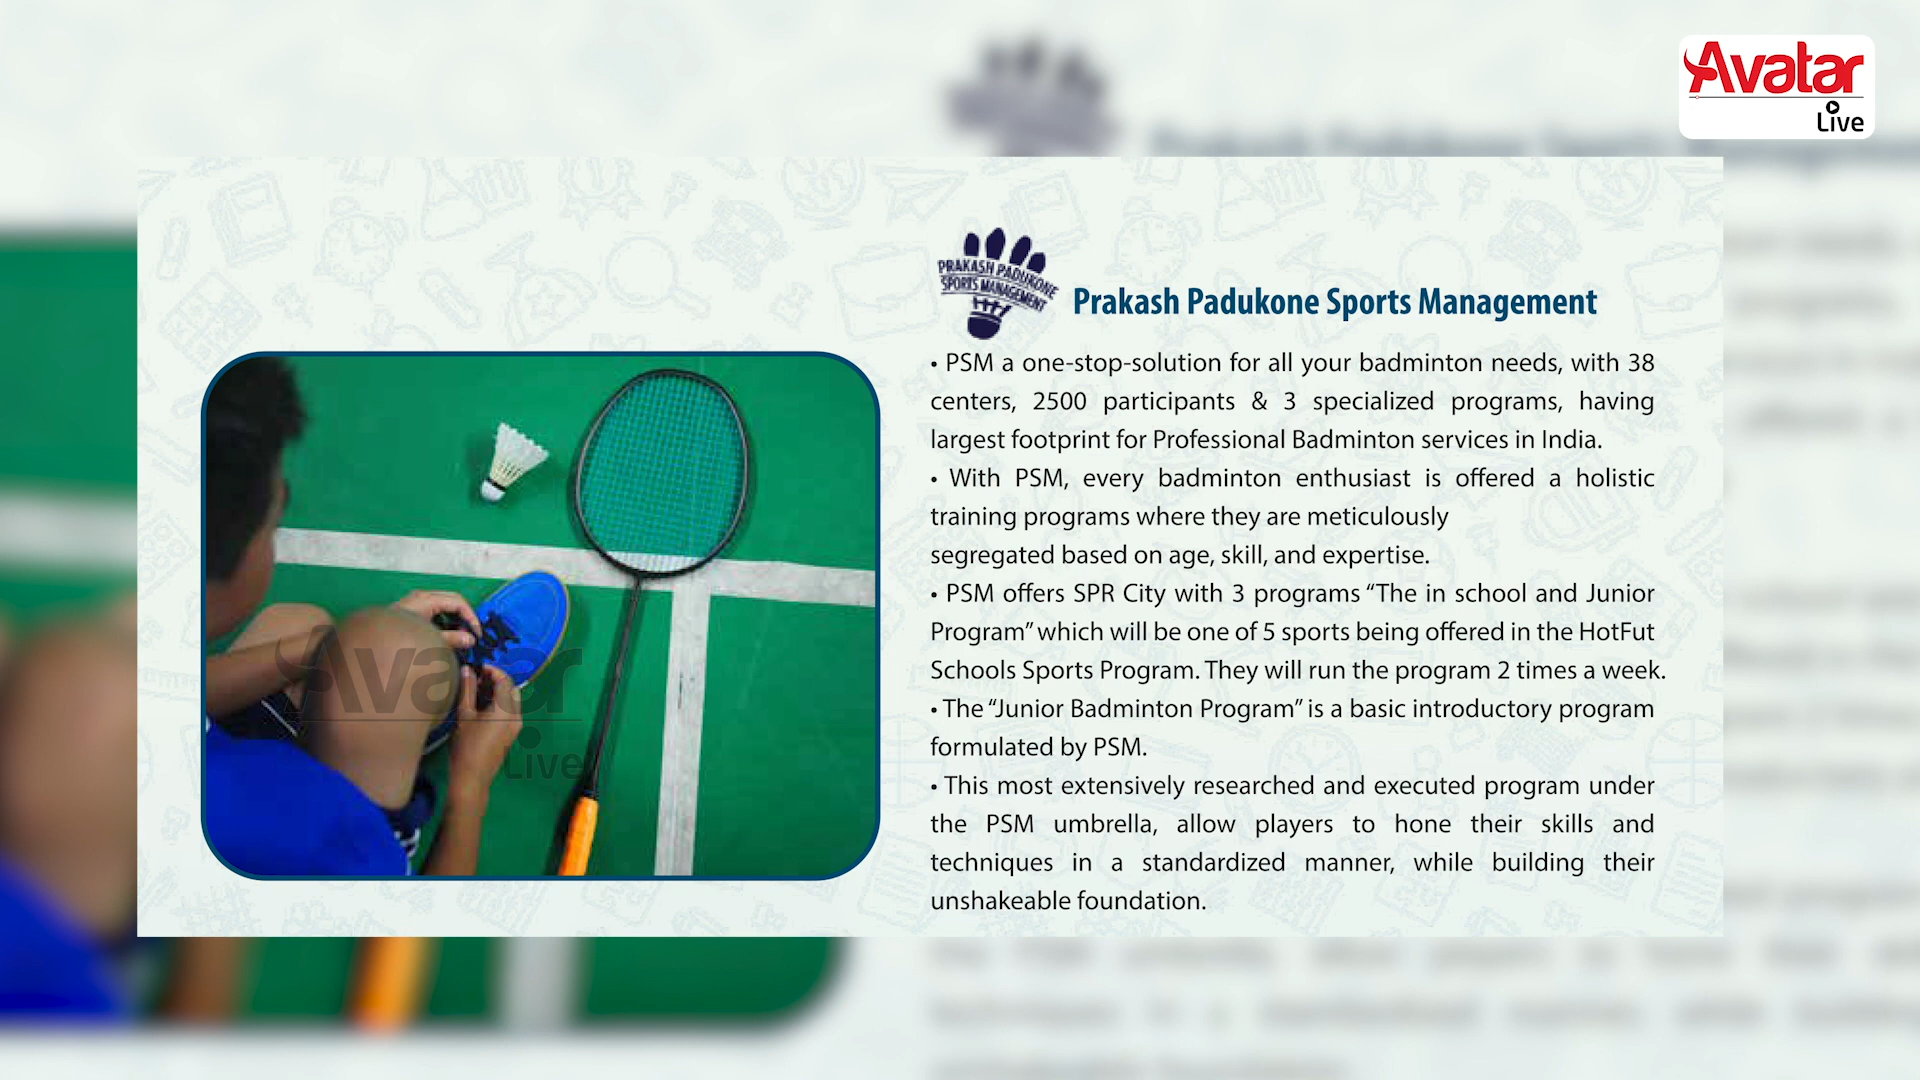 Avatar
Live
PRAKASH PADUKONE
SPORTS MANAGEMENT
Prakash Padukone Sports Management
• PSM a one-stop-solution for all your badminton needs, with 38
centers, 2500 participants & 3 specialized programs, having
largest footprint for Professional Badminton services in India.
• With PSM, every badminton enthusiast is offered a holistic
training programs where they are meticulously
segregated based on age, skill, and expertise.
• PSM offers SPR City with 3 programs “The in school and Junior
Program” which will be one of 5 sports being offered in the HotFut
Schools Sports Program. They will run the program 2 times a week.
• The “Junior Badminton Program” is a basic introductory program
formulated by PSM.
• This most extensively researched and executed program under
the PSM umbrella, allow players to hone their skills and
techniques in a standardized manner, while building their
unshakeable foundation.
Avatar
Live